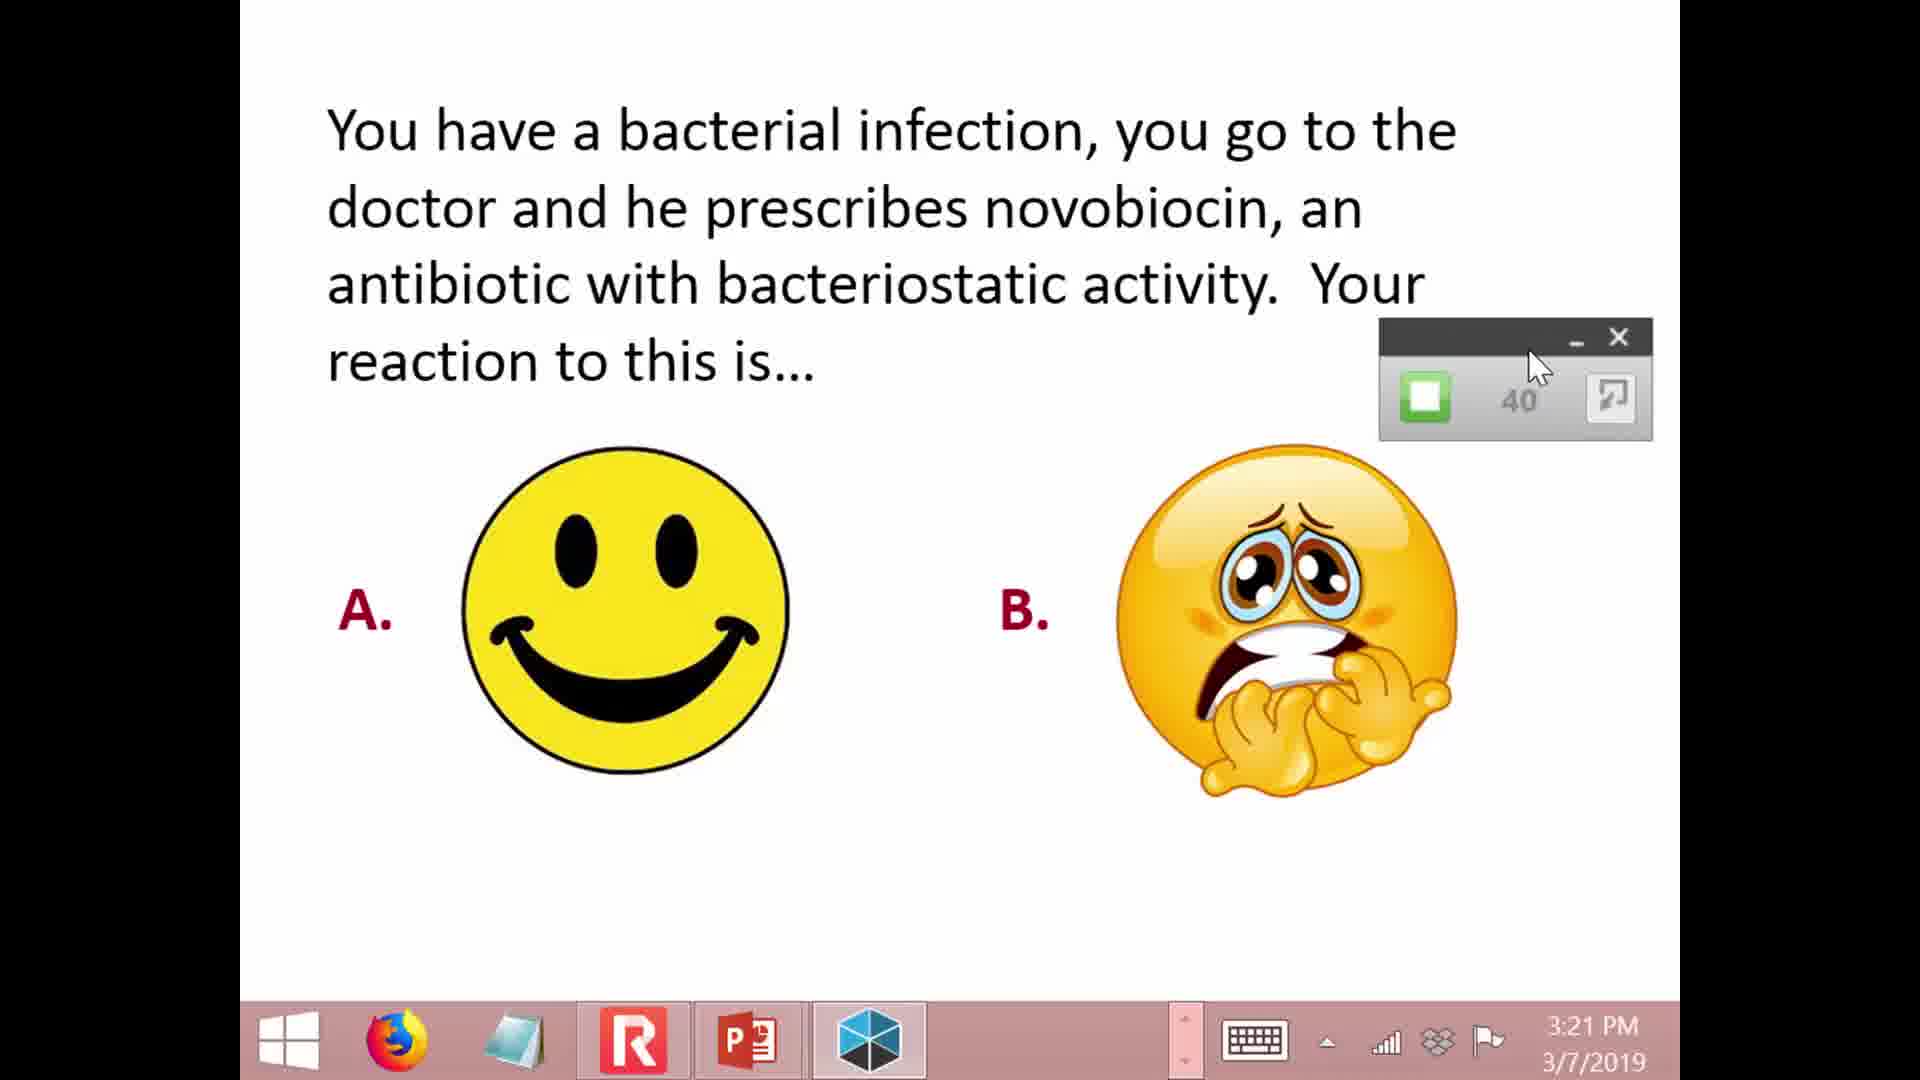 You have a bacterial infection, you go to the
doctor and he prescribes novobiocin, an
antibiotic with bacteriostatic activity. Your
reaction to this is...
40
A.
B.
R
P
3:21 PM
3/7/2019